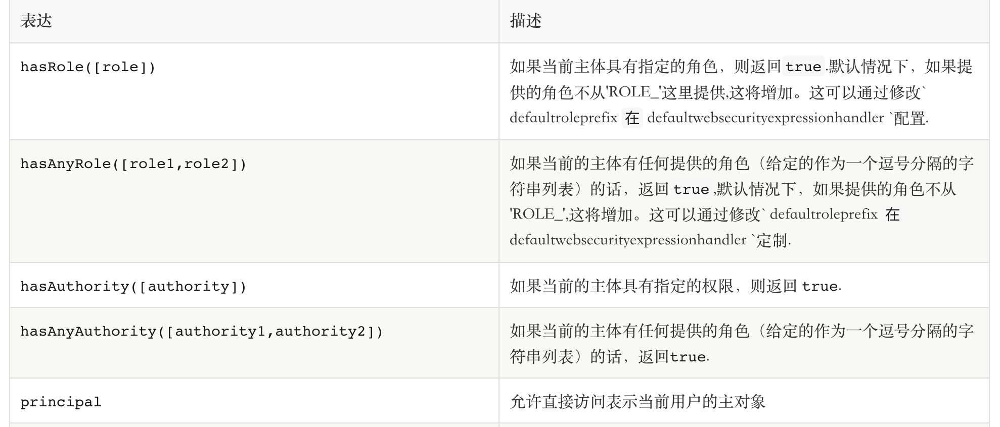 表达
描述
hasRole([role])
如果当前主体具有指定的角色，则返回 true .默认情况下，如果提
供的角色不从'ROLE_'这里提供,这将增加。这可以通过修改`
defaultroleprefix 在 defaultwebsecurityexpressionhandler `配置.
hasAnyRole([role1,role2])
如果当前的主体有任何提供的角色（给定的作为一个逗号分隔的字
符串列表）的话，返回 true ,默认情况下，如果提供的角色不从
'ROLE_',这将增加。这可以通过修改` defaultroleprefix 在
defaultwebsecurityexpressionhandler `定制.
hasAuthority([authority])
如果当前的主体具有指定的权限，则返回 true.
hasAnyAuthority([authority1,authority2])
如果当前的主体有任何提供的角色（给定的作为一个逗号分隔的字
符串列表）的话，返回true.
principal
允许直接访问表示当前用户的主对象